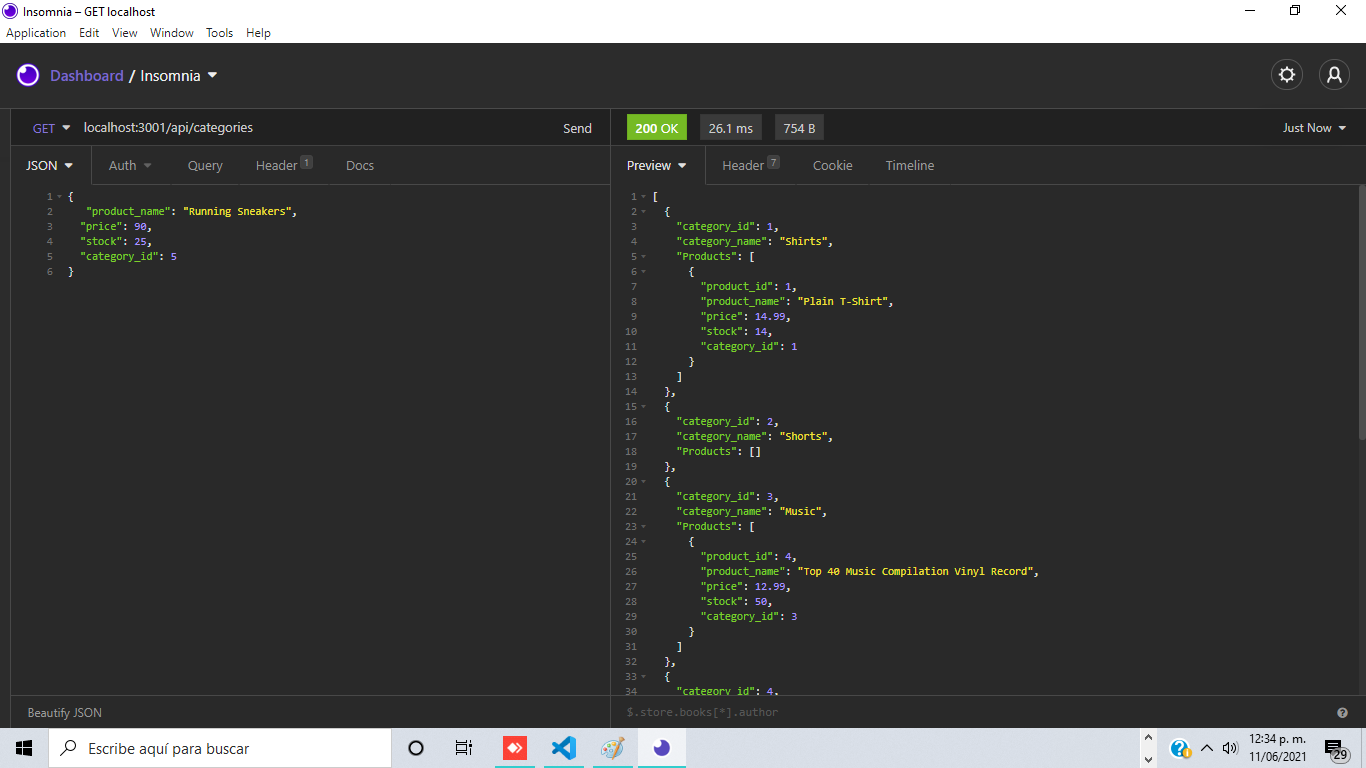 Insomnia – GET localhost
Application Edit View Window Tools Help
Dashboard / Insomnia
GET localhost:3001/api/categories Send
200 OK 26.1 ms 754 B Just Now
JSON Auth Query Header 1 Docs
Preview Header 7 Cookie Timeline
1 {
2 "product_name": "Running Sneakers",
3 "price": 90,
4 "stock": 25,
5 "category_id": 5
6 }
1 [
2 {
3 "category_id": 1,
4 "category_name": "Shirts",
5 "Products": [
6 {
7 "product_id": 1,
8 "product_name": "Plain T-Shirt",
9 "price": 14.99,
10 "stock": 14,
11 "category_id": 1
12 }
13 ]
14 },
15 {
16 "category_id": 2,
17 "category_name": "Shorts",
18 "Products": []
19 },
20 {
21 "category_id": 3,
22 "category_name": "Music",
23 "Products": [
24 {
25 "product_id": 4,
26 "product_name": "Top 40 Music Compilation Vinyl Record",
27 "price": 12.99,
28 "stock": 50,
29 "category_id": 3
30 }
31 ]
32 },
33 {
34 "category_id": 4,
Beautify JSON
$.store.books[*].author
Escribe aquí para buscar
12:34 p. m.
11/06/2021
29